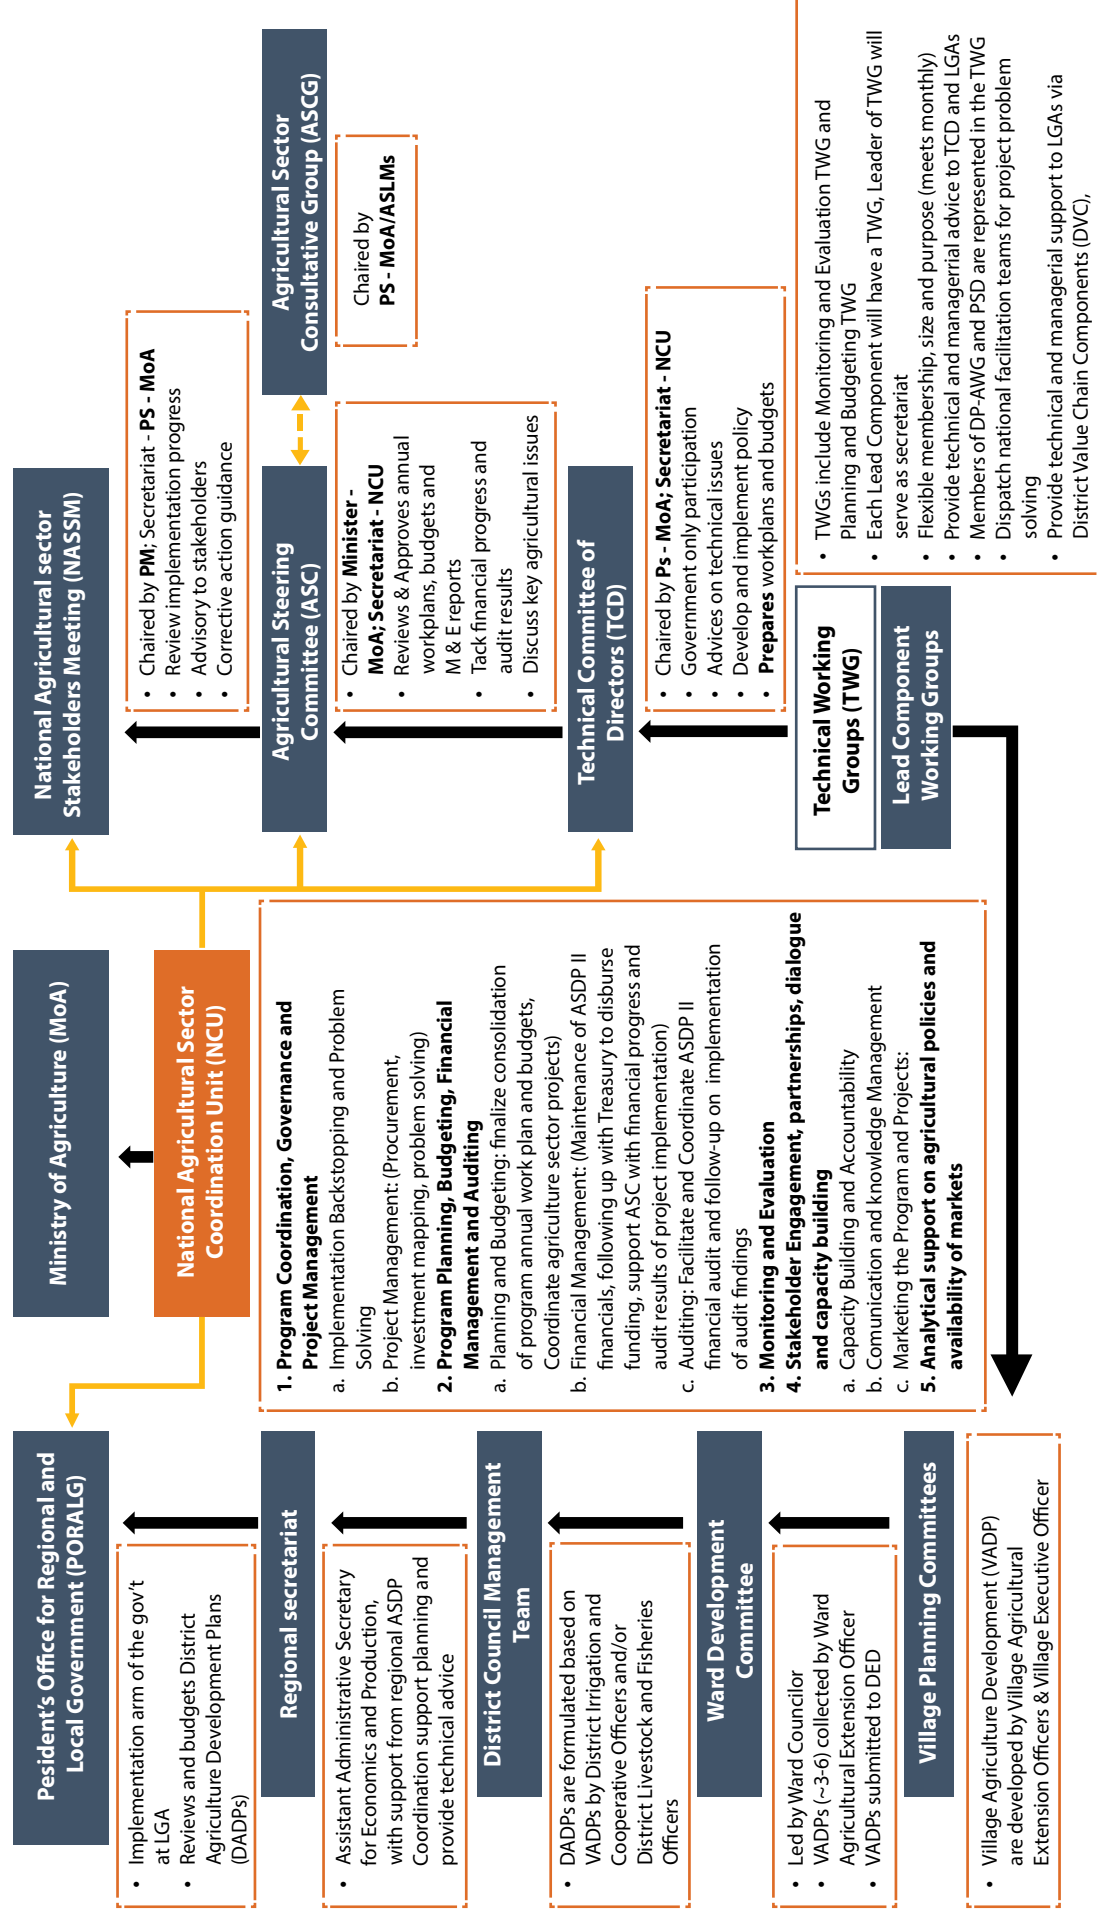 Pesident's Office for Regional and
Local Government (PORALG)
• Implementation arm of the gov't
at LGA
• Reviews and budgets District
Agriculture Development Plans
(DADPs)
Regional secretariat
• Assistant Administrative Secretary
for Economics and Production,
with support from regional ASDP
Coordination support planning and
provide technical advice
District Council Management
Team
• DADPs are formulated based on
VADPs by District Irrigation and
Cooperative Officers and/or
District Livestock and Fisheries
Officers
Ward Development
Committee
• Led by Ward Councilor
• VADPs (~3-6) collected by Ward
Agricultural Extension Officer
• VADPs submitted to DED
Village Planning Committees
• Village Agriculture Development (VADP)
are developed by Village Agricultural
Extension Officers & Village Executive Officer
Ministry of Agriculture (MoA)
National Agricultural Sector
Coordination Unit (NCU)
1. Program Coordination, Governance and
Project Management
a. Implementation Backstopping and Problem
Solving
b. Project Management: (Procurement,
investment mapping, problem solving)
2. Program Planning, Budgeting, Financial
Management and Auditing
a. Planning and Budgeting: finalize consolidation
of program annual work plan and budgets,
Coordinate agriculture sector projects)
b. Financial Management: (Maintenance of ASDP II
financials, following up with Treasury to disburse
funding, support ASC with financial progress and
audit results of project implementation)
c. Auditing: Facilitate and Coordinate ASDP II
financial audit and follow-up on implementation
of audit findings
3. Monitoring and Evaluation
4. Stakeholder Engagement, partnerships, dialogue
and capacity building
a. Capacity Building and Accountability
b. Comunication and knowledge Management
c. Marketing the Program and Projects:
5. Analytical support on agricultural policies and
availability of markets
National Agricultural sector
Stakeholders Meeting (NASSM)
• Chaired by PM; Secretariat - PS - MoA
• Review implementation progress
• Advisory to stakeholders
• Corrective action guidance
Agricultural Steering
Committee (ASC)
• Chaired by Minister -
MoA; Secretariat - NCU
• Reviews & Approves annual
workplans, budgets and
M & E reports
• Tack financial progress and
audit results
• Discuss key agricultural issues
Agricultural Sector
Consultative Group (ASCG)
Chaired by
PS - MoA/ASLMs
Technical Committee of
Directors (TCD)
• Chaired by Ps - MoA; Secretariat - NCU
• Government only participation
• Advices on technical issues
• Develop and implement policy
• Prepares workplans and budgets
Technical Working
Groups (TWG)
Lead Component
Working Groups
• TWGs include Monitoring and Evaluation TWG and
Planning and Budgeting TWG
• Each Lead Component will have a TWG, Leader of TWG will
serve as secretariat
• Flexible membership, size and purpose (meets monthly)
• Provide technical and managerrial advice to TCD and LGAs
• Members of DP-AWG and PSD are represented in the TWG
• Dispatch national facilitation teams for project problem
solving
• Provide technical and managerial support to LGAs via
District Value Chain Components (DVC),